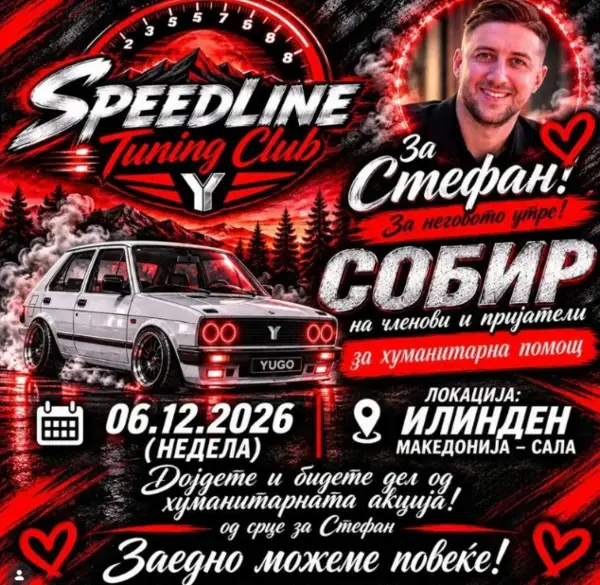 2 3 5 5 6 8 8
SPEEDLINE
Tuning Club
Y
За
Стефан!
За неговото утре!
СОБИР
на членови и пријатели
за хуманитарна помош
Y
YUGO
06.12.2026
(НЕДЕЛА)
ЛОКАЦИЈА:
ИЛИНДЕН
МАКЕДОНИЈА – САЛА
Дојдете и бидете дел од
хуманитарната акција!
од срце за Стефан
Заедно можеме повеќе!